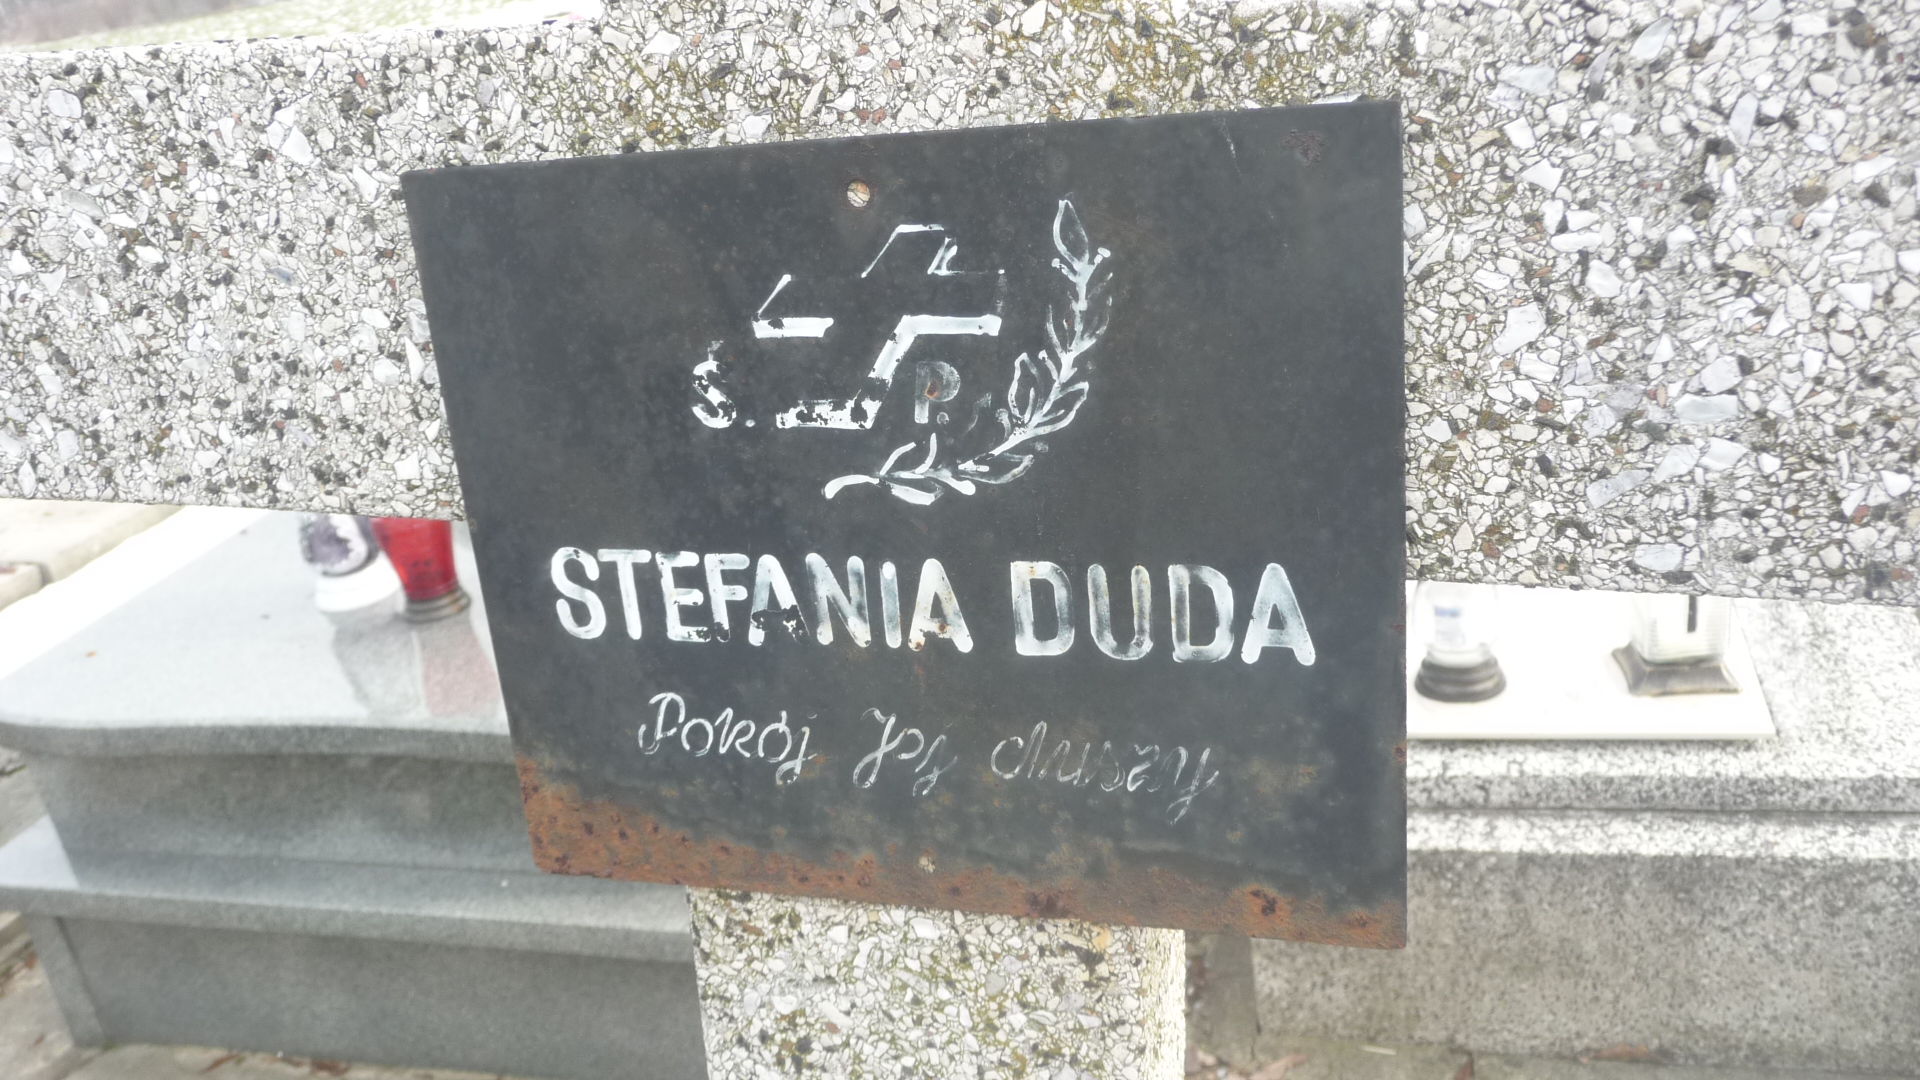 Ś. P.
STEFANIA DUDA
Pokój Jej duszy